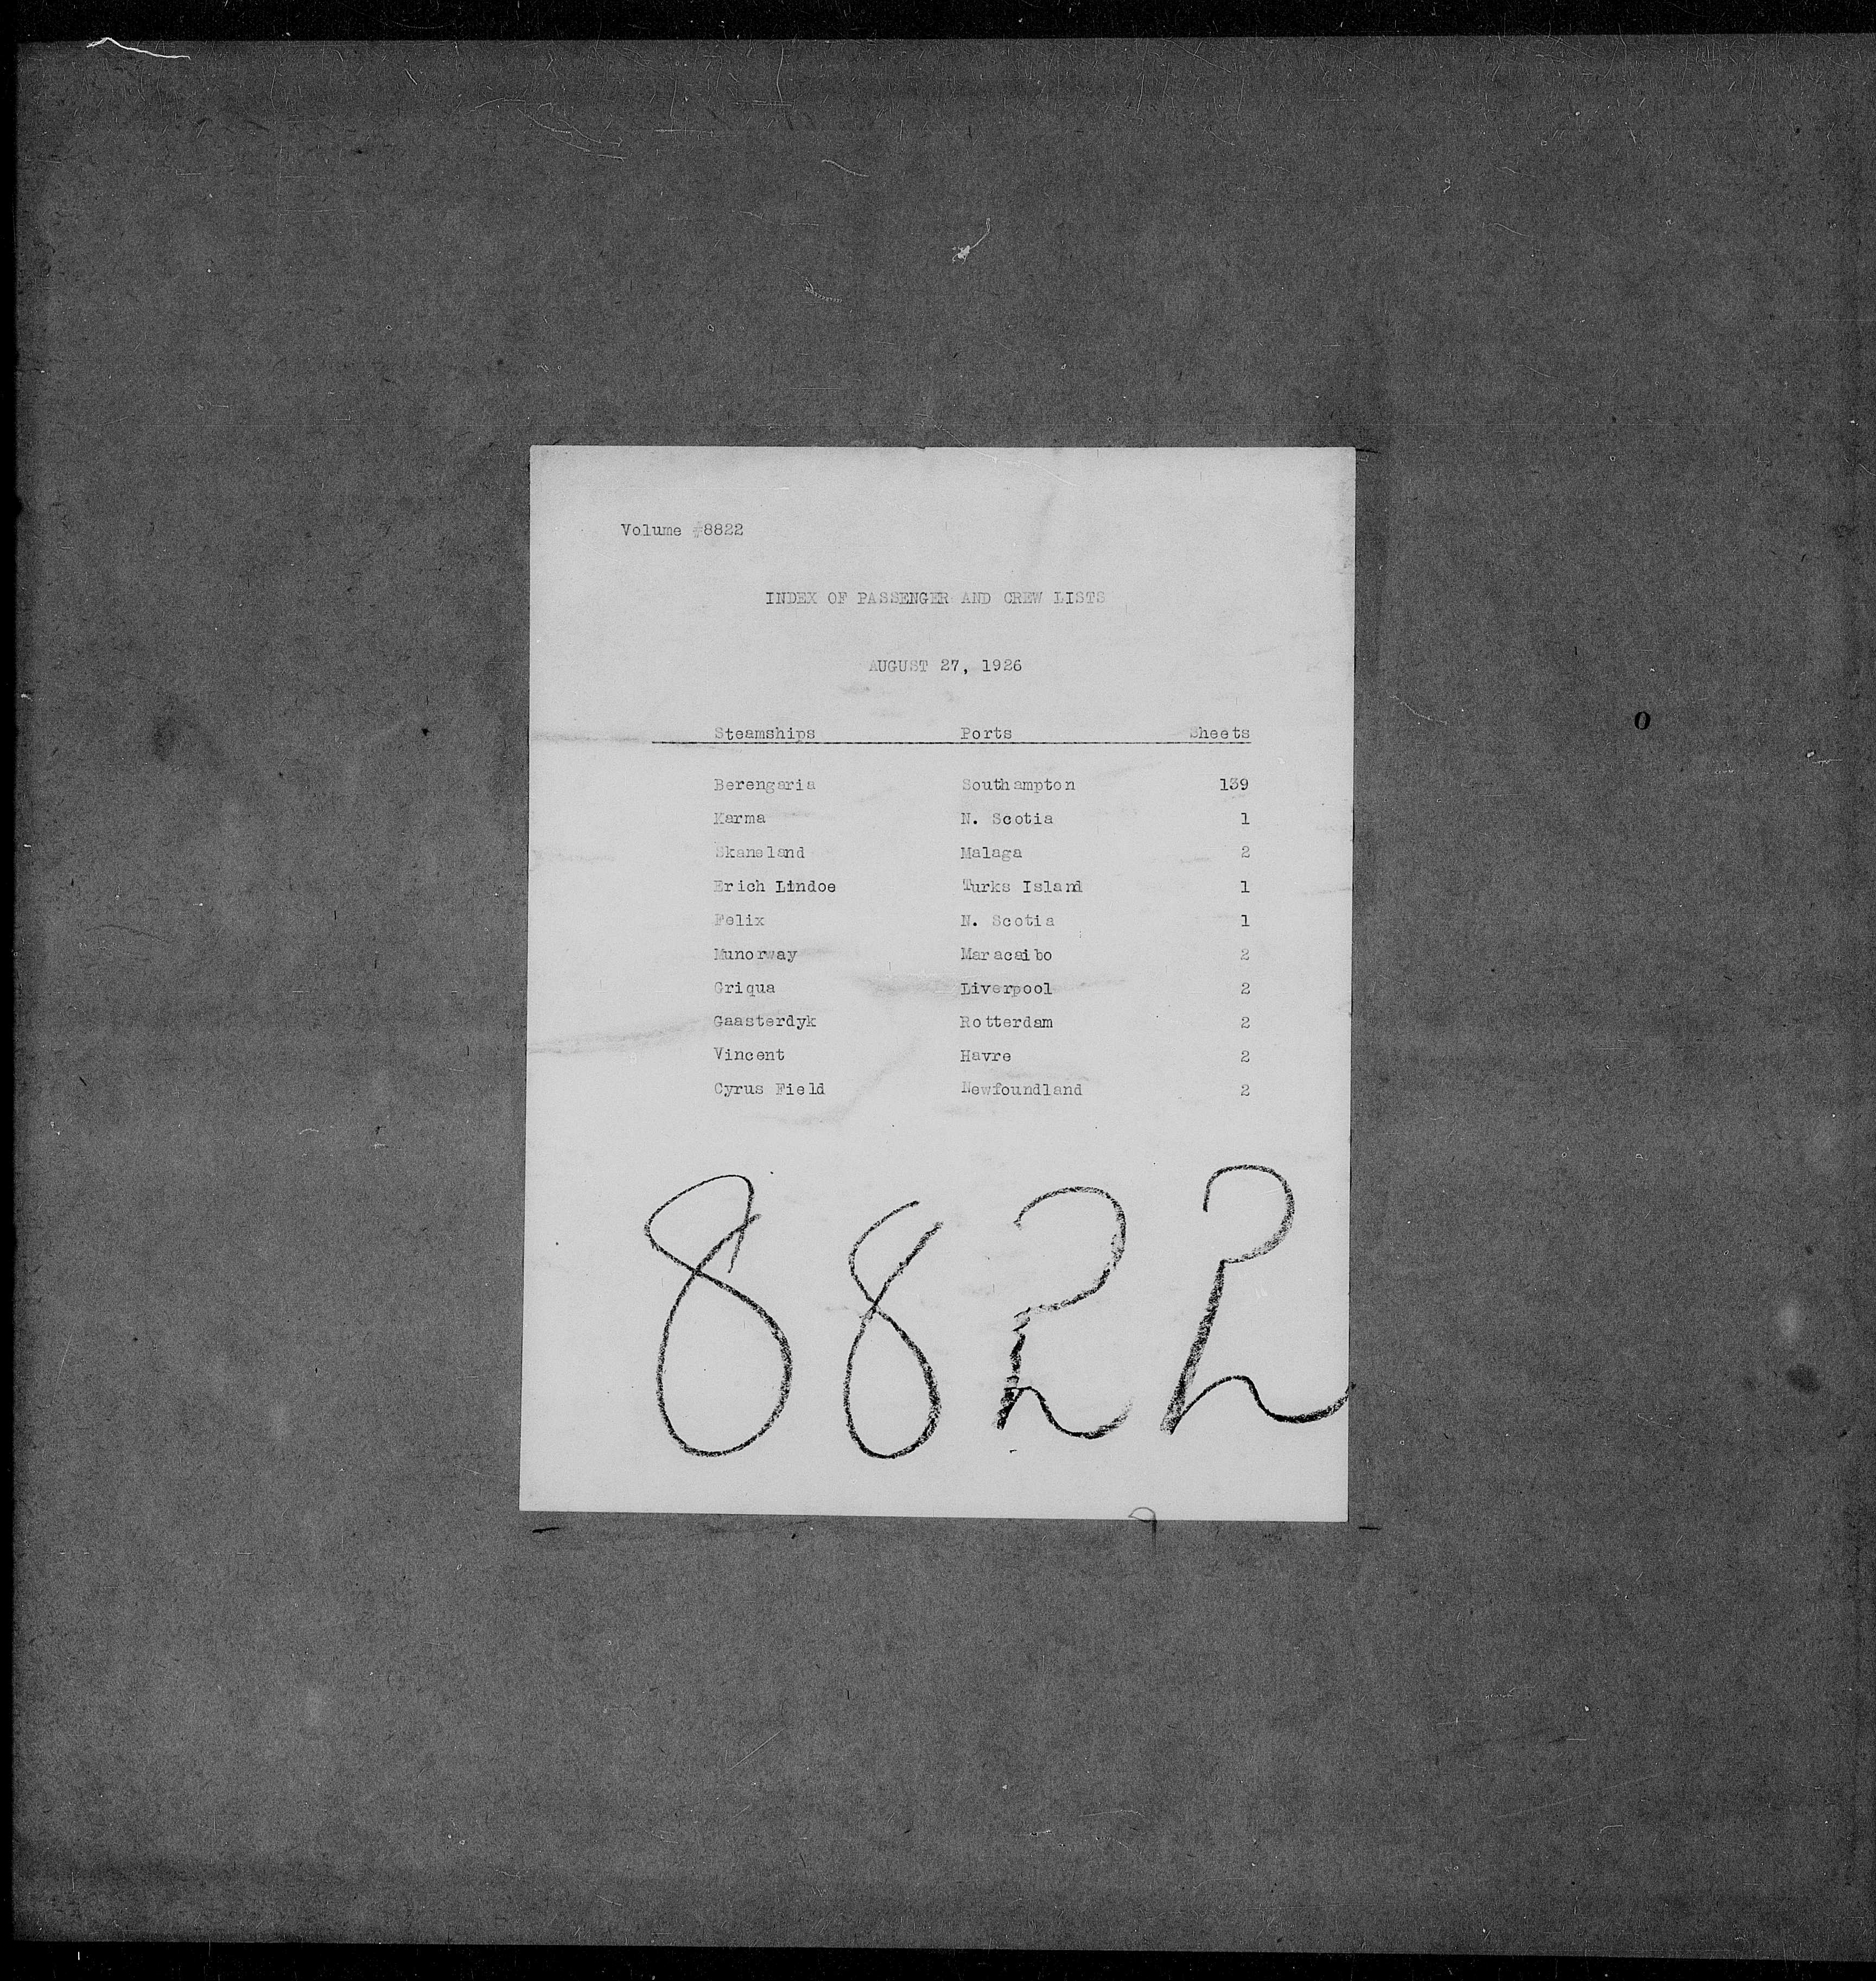 Volume #8822
INDEX OF PASSENGER AND CREW LISTS
AUGUST 27, 1926
Steamships Ports Sheets
Berengaria Southampton 139
Karma N. Scotia 1
Skaneland Malaga 2
Erich Lindoe Turks Island 1
Felix N. Scotia 1
Munorway Maracaibo 2
Griqua Liverpool 2
Gaasterdyk Rotterdam 2
Vincent Havre 2
Cyrus Field Newfoundland 2
8822